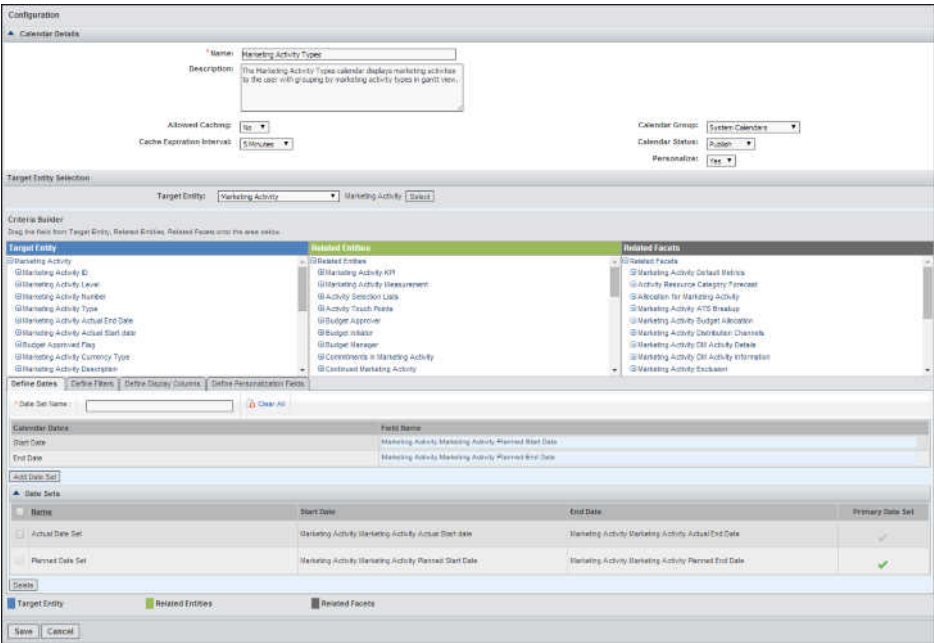 Configuration
Calendar Details
* Name: Marketing Activity Types
Description: The Marketing Activity Types calendar displays marketing activities
to the user with grouping by marketing activity types in gantt view.
Allowed Caching: No
Calendar Group: System Calendars
Cache Expiration Interval: 5 Minutes
Calendar Status: Publish
Personalize: Yes
Target Entity Selection
Target Entity: Marketing Activity Marketing Activity Select
Criteria Builder
Drag the field from Target Entity, Related Entities, Related Facets onto the area below.
Target Entity Related Entities Related Facets
Marketing Activity Related Entities Related Facets
Marketing Activity ID Marketing Activity KPI Marketing Activity Default Metrics
Marketing Activity Level Marketing Activity Measurement Activity Resource Category Forecast
Marketing Activity Number Activity Selection Lists Allocation for Marketing Activity
Marketing Activity Type Activity Touch Points Marketing Activity ATS Breakup
Marketing Activity Actual End Date Budget Approver Marketing Activity Budget Allocation
Marketing Activity Actual Start date Budget Initiator Marketing Activity Distribution Channels
Budget Approved Flag Budget Manager Marketing Activity DM Activity Details
Marketing Activity Currency Type Commitments in Marketing Activity Marketing Activity DM Activity Information
Marketing Activity Description Continued Marketing Activity Marketing Activity Exclusion
Define Dates Define Filters Define Display Columns Define Personalization Fields
* Date Set Name : Clear All
Calendar Dates Field Name
Start Date Marketing Activity Marketing Activity Planned Start Date
End Date Marketing Activity Marketing Activity Planned End Date
Add Date Set
Date Sets
Name Start Date End Date Primary Date Set
Actual Date Set Marketing Activity Marketing Activity Actual Start date Marketing Activity Marketing Activity Actual End Date
Planned Date Set Marketing Activity Marketing Activity Planned Start Date Marketing Activity Marketing Activity Planned End Date
Delete
Target Entity Related Entities Related Facets
Save Cancel